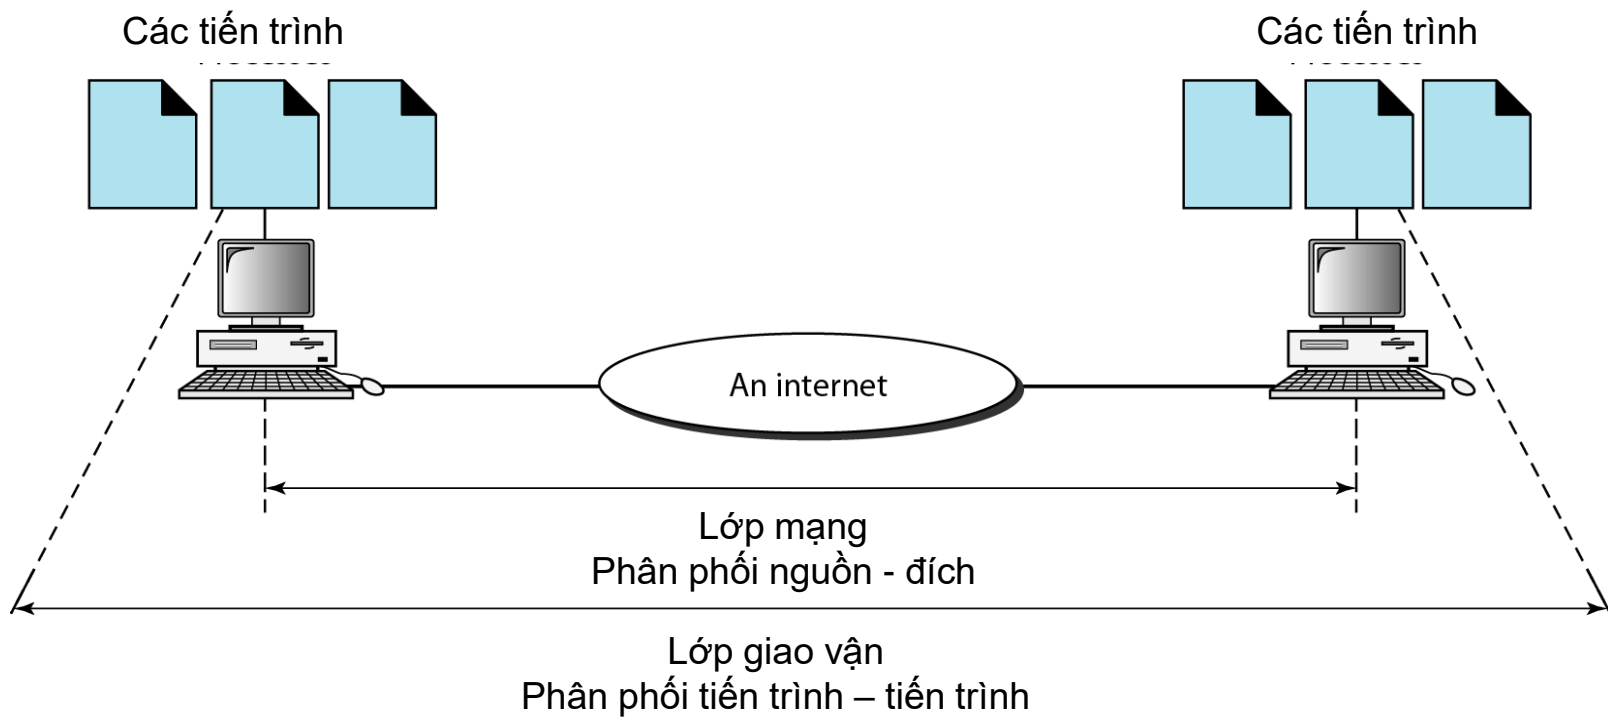 Các tiến trình
Các tiến trình
An internet
Lớp mạng
Phân phối nguồn - đích
Lớp giao vận
Phân phối tiến trình – tiến trình